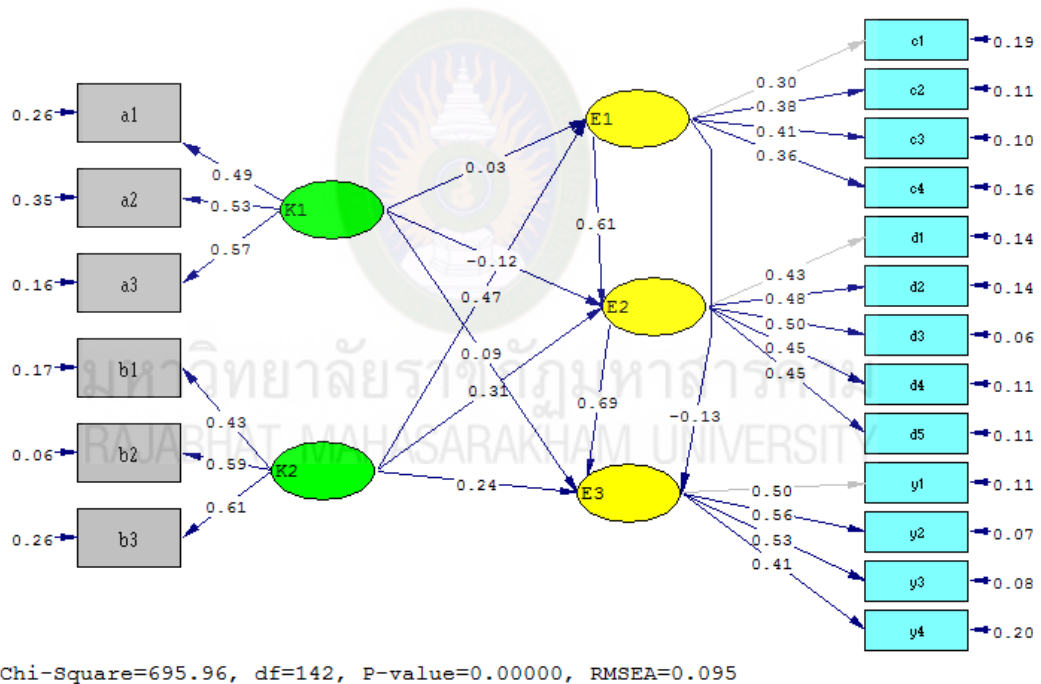 c1
0.19
0.30
c2
0.11
0.38
c3
0.10
0.41
c4
0.16
0.36
E1
0.26
a1
0.49
0.35
a2
0.53
0.16
a3
0.57
K1
0.03
-0.12
0.47
0.09
0.31
0.61
d1
0.14
0.43
d2
0.14
0.48
d3
0.06
0.50
d4
0.11
0.45
d5
0.11
0.45
E2
0.69
-0.13
มหาวิทยาลัยราชภัฏมหาสารคาม
RAJABHAT MAHASARAKHAM UNIVERSITY
0.17
b1
0.43
0.06
b2
0.59
0.26
b3
0.61
K2
0.24
E3
y1
0.11
0.50
y2
0.07
0.56
y3
0.08
0.53
y4
0.20
0.41
Chi-Square=695.96, df=142, P-value=0.00000, RMSEA=0.095